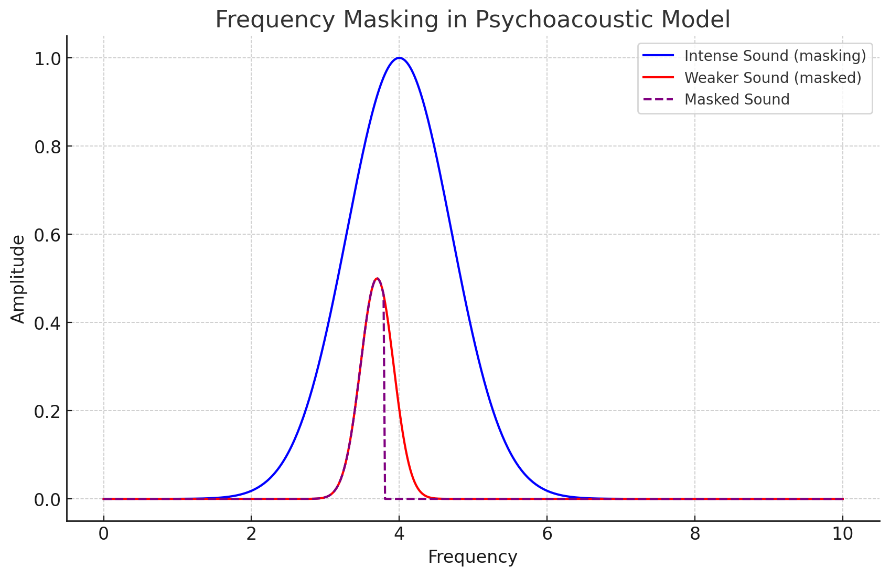 Frequency Masking in Psychoacoustic Model
Intense Sound (masking)
Weaker Sound (masked)
Masked Sound
Amplitude
1.0
0.8
0.6
0.4
0.2
0.0
0 2 4 6 8 10
Frequency